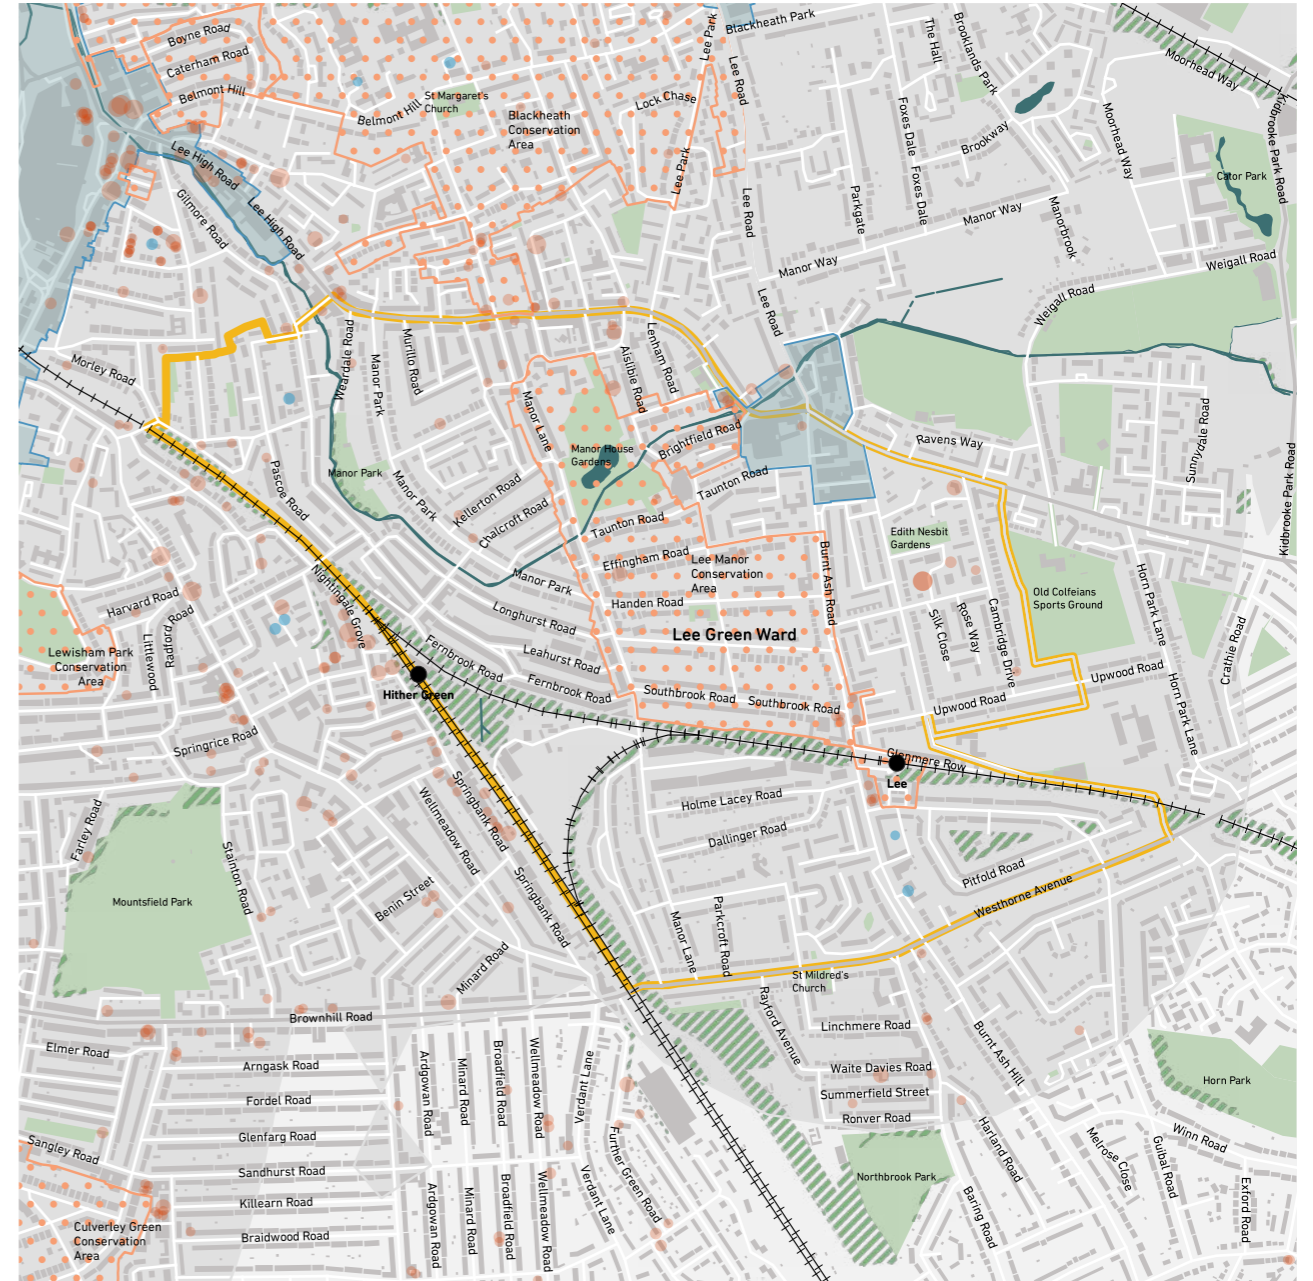 Boyne Road
Caterham Road
Belmont Hill
Belmont Hill
St Margaret's
Church
Blackheath
Conservation
Area
Lock Chase
Lee Park
Lee Park
Blackheath Park
Lee Road
Lee Road
Lee Road
The Hall
Brooklands Park
Foxes Dale
Foxes Dale
Brookway
Moorhead Way
Moorhead Way
Kidbrooke Park Road
Cator Park
Parkgate
Manor Way
Manor Way
Manorbrook
Weigall Road
Weigall Road
Lee High Road
Lee High Road
Gilmore Road
Morley Road
Weardale Road
Manor Park
Murillo Road
Manor Lane
Aislibie Road
Lenham Road
Brightfield Road
Manor House
Gardens
Manor Park
Manor Park
Pascoe Road
Kellerton Road
Chalcroft Road
Taunton Road
Taunton Road
Ravens Way
Sunnydale Road
Kidbrooke Park Road
Edith Nesbit
Gardens
Effingham Road
Lee Manor
Conservation
Area
Burnt Ash Road
Manor Park
Handen Road
Longhurst Road
Leahurst Road
Lee Green Ward
Old Colfeians
Sports Ground
Horn Park Lane
Horn Park Lane
Crathie Road
Silk Close
Rose Way
Cambridge Drive
Upwood Road
Upwood Road
Nightingale Grove
Harvard Road
Littlewood
Radford Road
Lewisham Park
Conservation
Area
Fernbrook Road
Fernbrook Road
Hither Green
Southbrook Road
Southbrook Road
Glenmere Row
Lee
Springrice Road
Holme Lacey Road
Dallinger Road
Farley Road
Stainton Road
Wellmeadow Road
Springbank Road
Springbank Road
Mountsfield Park
Benin Street
Minard Road
Manor Lane
Parkcroft Road
Pitfold Road
Westhorne Avenue
St Mildred's
Church
Rayford Avenue
Linchmere Road
Waite Davies Road
Summerfield Street
Ronver Road
Burnt Ash Hill
Brownhill Road
Elmer Road
Arngask Road
Fordel Road
Glenfarg Road
Sandhurst Road
Killearn Road
Braidwood Road
Sangley Road
Culverley Green
Conservation
Area
Ardgowan Road
Minard Road
Broadfield Road
Wellmeadow Road
Verdant Lane
Further Green Road
Ardgowan Road
Minard Road
Broadfield Road
Wellmeadow Road
Verdant Lane
Northbrook Park
Harland Road
Baring Road
Melrose Close
Guibal Road
Winn Road
Exford Road
Horn Park